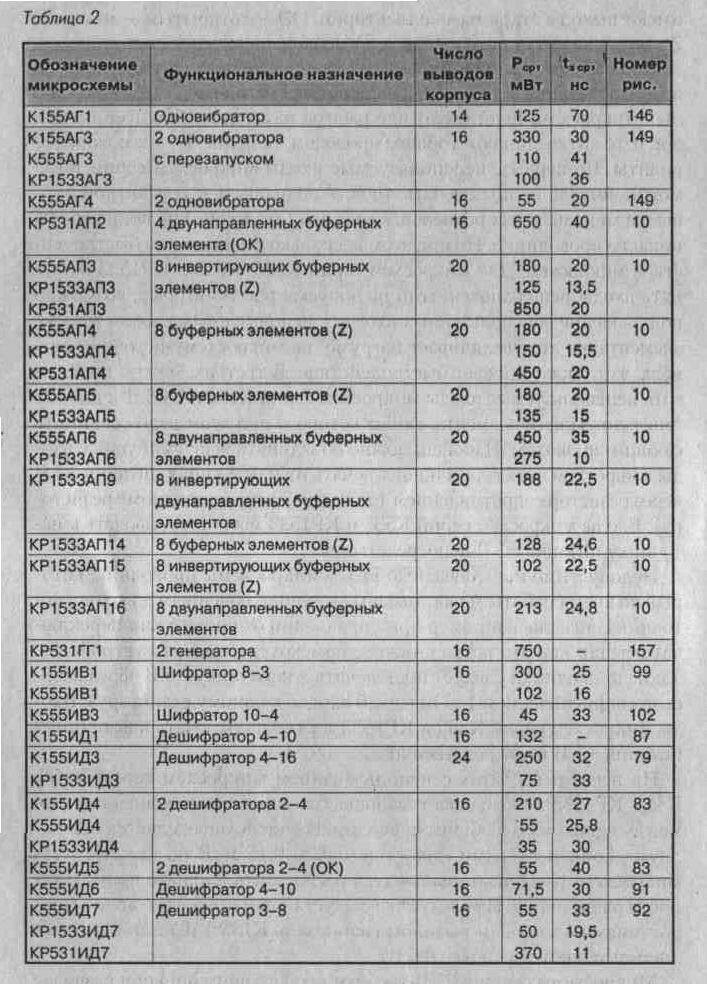 Таблица 2
Обозначение микросхемы | Функциональное назначение | Число выводов корпуса | Pср, мВт | tз ср, нс | Номер рис.
К155АГ1 | Одновибратор | 14 | 125 | 70 | 146
К155АГ3 | 2 одновибратора | 16 | 330 | 30 | 149
К555АГ3 | с перезапуском | 110 | 41
КР1533АГ3 | 100 | 36
К555АГ4 | 2 одновибратора | 16 | 55 | 20 | 149
КР531АП2 | 4 двунаправленных буферных | 16 | 650 | 40 | 10
элемента (ОК)
К555АП3 | 8 инвертирующих буферных | 20 | 180 | 20 | 10
КР1533АП3 | элементов (Z) | 125 | 13,5
КР531АП3 | 850 | 20
К555АП4 | 8 буферных элементов (Z) | 20 | 180 | 20 | 10
КР1533АП4 | 150 | 15,5
КР531АП4 | 450 | 20
К555АП5 | 8 буферных элементов (Z) | 20 | 180 | 20 | 10
КР1533АП5 | 135 | 15
К555АП6 | 8 двунаправленных буферных | 20 | 450 | 35 | 10
КР1533АП6 | элементов | 275 | 10
КР1533АП9 | 8 инвертирующих | 20 | 188 | 22,5 | 10
двунаправленных буферных
элементов
КР1533АП14 | 8 буферных элементов (Z) | 20 | 128 | 24,6 | 10
КР1533АП15 | 8 инвертирующих буферных | 20 | 102 | 22,5 | 10
элементов (Z)
КР1533АП16 | 8 двунаправленных буферных | 20 | 213 | 24,8 | 10
элементов
КР531ГГ1 | 2 генератора | 16 | 750 | – | 157
К155ИВ1 | Шифратор 8–3 | 16 | 300 | 25 | 99
К555ИВ1 | 102 | 16
К555ИВ3 | Шифратор 10–4 | 16 | 45 | 33 | 102
К155ИД1 | Дешифратор 4–10 | 16 | 132 | – | 87
К155ИД3 | Дешифратор 4–16 | 24 | 250 | 32 | 79
КР1533ИД3 | 75 | 33
К155ИД4 | 2 дешифратора 2–4 | 16 | 210 | 27 | 83
К555ИД4 | 55 | 25,8
КР1533ИД4 | 35 | 30
К555ИД5 | 2 дешифратора 2–4 (ОК) | 16 | 55 | 40 | 83
К555ИД6 | Дешифратор 4–10 | 16 | 71,5 | 30 | 91
К555ИД7 | Дешифратор 3–8 | 16 | 55 | 33 | 92
КР1533ИД7 | 50 | 19,5
КР531ИД7 | 370 | 11